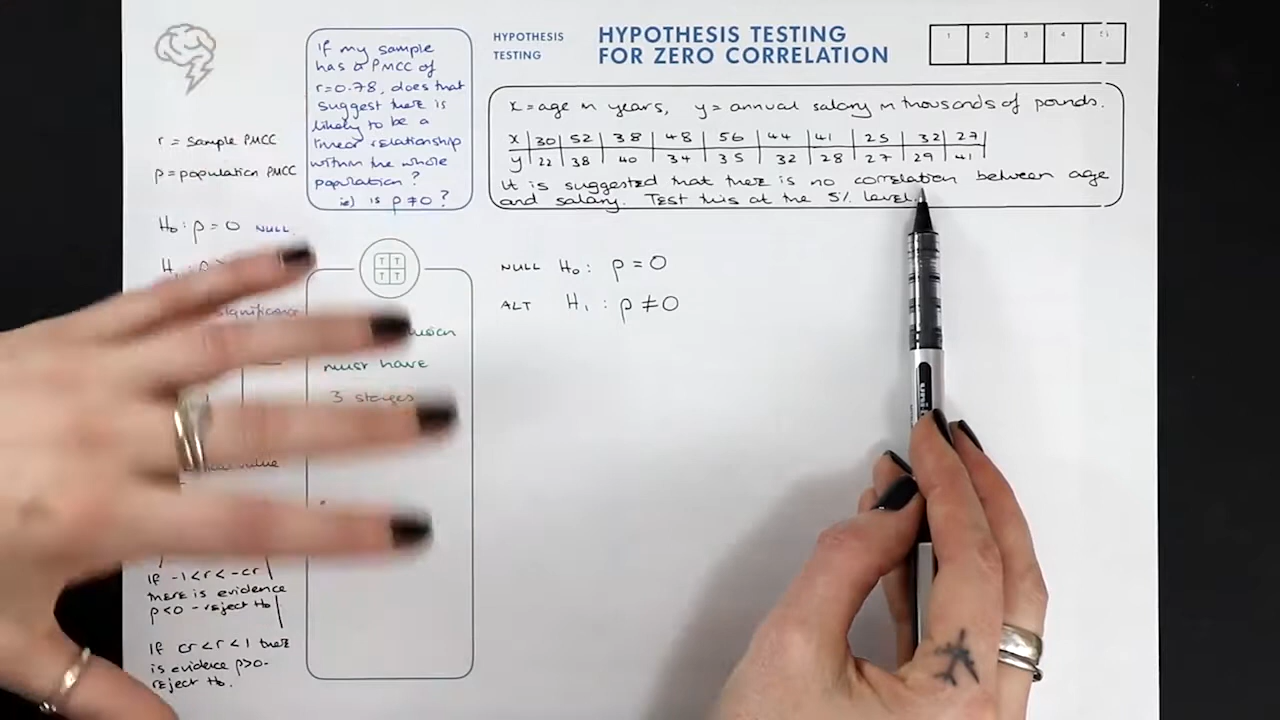 HYPOTHESIS
TESTING
HYPOTHESIS TESTING
FOR ZERO CORRELATION
1 2 3 4 5
r = sample PMCC
ρ = population PMCC
H₀ : ρ = 0 NULL
significance
value
If -1 < r < -cr
there is evidence
ρ < 0 - reject H₀
If cr < r < 1 there
is evidence ρ > 0 -
reject H₀.
If my sample
has a PMCC of
r = 0.78, does that
suggest there is
likely to be a
linear relationship
within the whole
population?
ie) is ρ ≠ 0?
T T
T T
must have
3 stages
x = age in years, y = annual salary in thousands of pounds.
x 30 52 38 48 56 44 41 25 32 27
y 22 38 40 34 35 32 28 27 29 41
It is suggested that there is no correlation between age
and salary. Test this at the 5% level.
NULL H₀ : ρ = 0
ALT H₁ : ρ ≠ 0